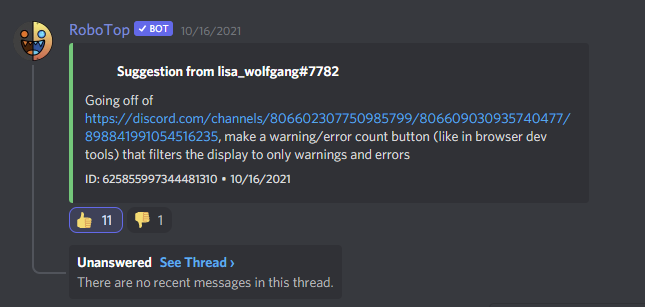 RoboTop ✓ BOT 10/16/2021
Suggestion from lisa_wolfgang#7782
Going off of
https://discord.com/channels/806602307750985799/806609030935740477/
898841991054516235, make a warning/error count button (like in browser dev
tools) that filters the display to only warnings and errors
ID: 625855997344481310 • 10/16/2021
👍 11 👎 1
Unanswered See Thread ›
There are no recent messages in this thread.